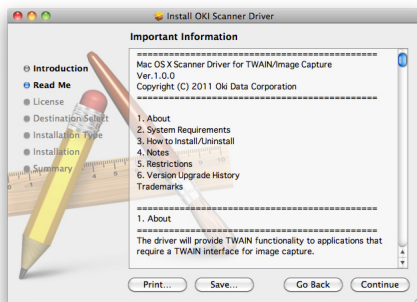 Install OKI Scanner Driver
Important Information
Introduction
Read Me
License
Destination Select
Installation Type
Installation
Summary
==========================================
Mac OS X Scanner Driver for TWAIN/Image Capture
Ver.1.0.0
Copyright (C) 2011 Oki Data Corporation
==========================================
1. About
2. System Requirements
3. How to Install/Uninstall
4. Notes
5. Restrictions
6. Version Upgrade History
Trademarks
==========================================
1. About
==========================================
The driver will provide TWAIN functionality to applications that
require a TWAIN interface for image capture.
Print...
Save...
Go Back
Continue